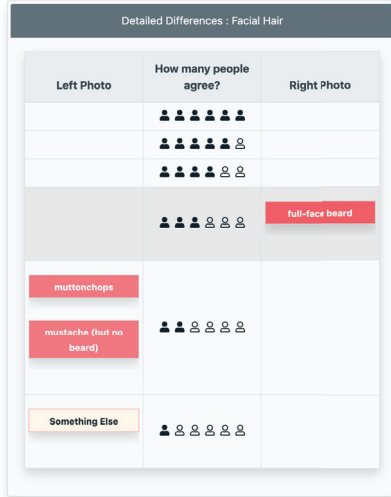 Detailed Differences : Facial Hair
Left Photo
How many people
agree?
Right Photo
full-face beard
muttonchops
mustache (but no
beard)
Something Else